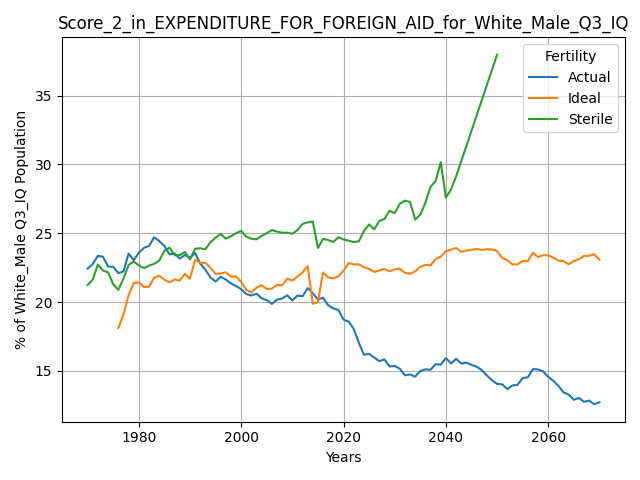 Score_2_in_EXPENDITURE_FOR_FOREIGN_AID_for_White_Male_Q3_IQ
% of White_Male Q3_IQ Population
35
30
25
20
15
Fertility
Actual
Ideal
Sterile
1980
2000
2020
2040
2060
Years